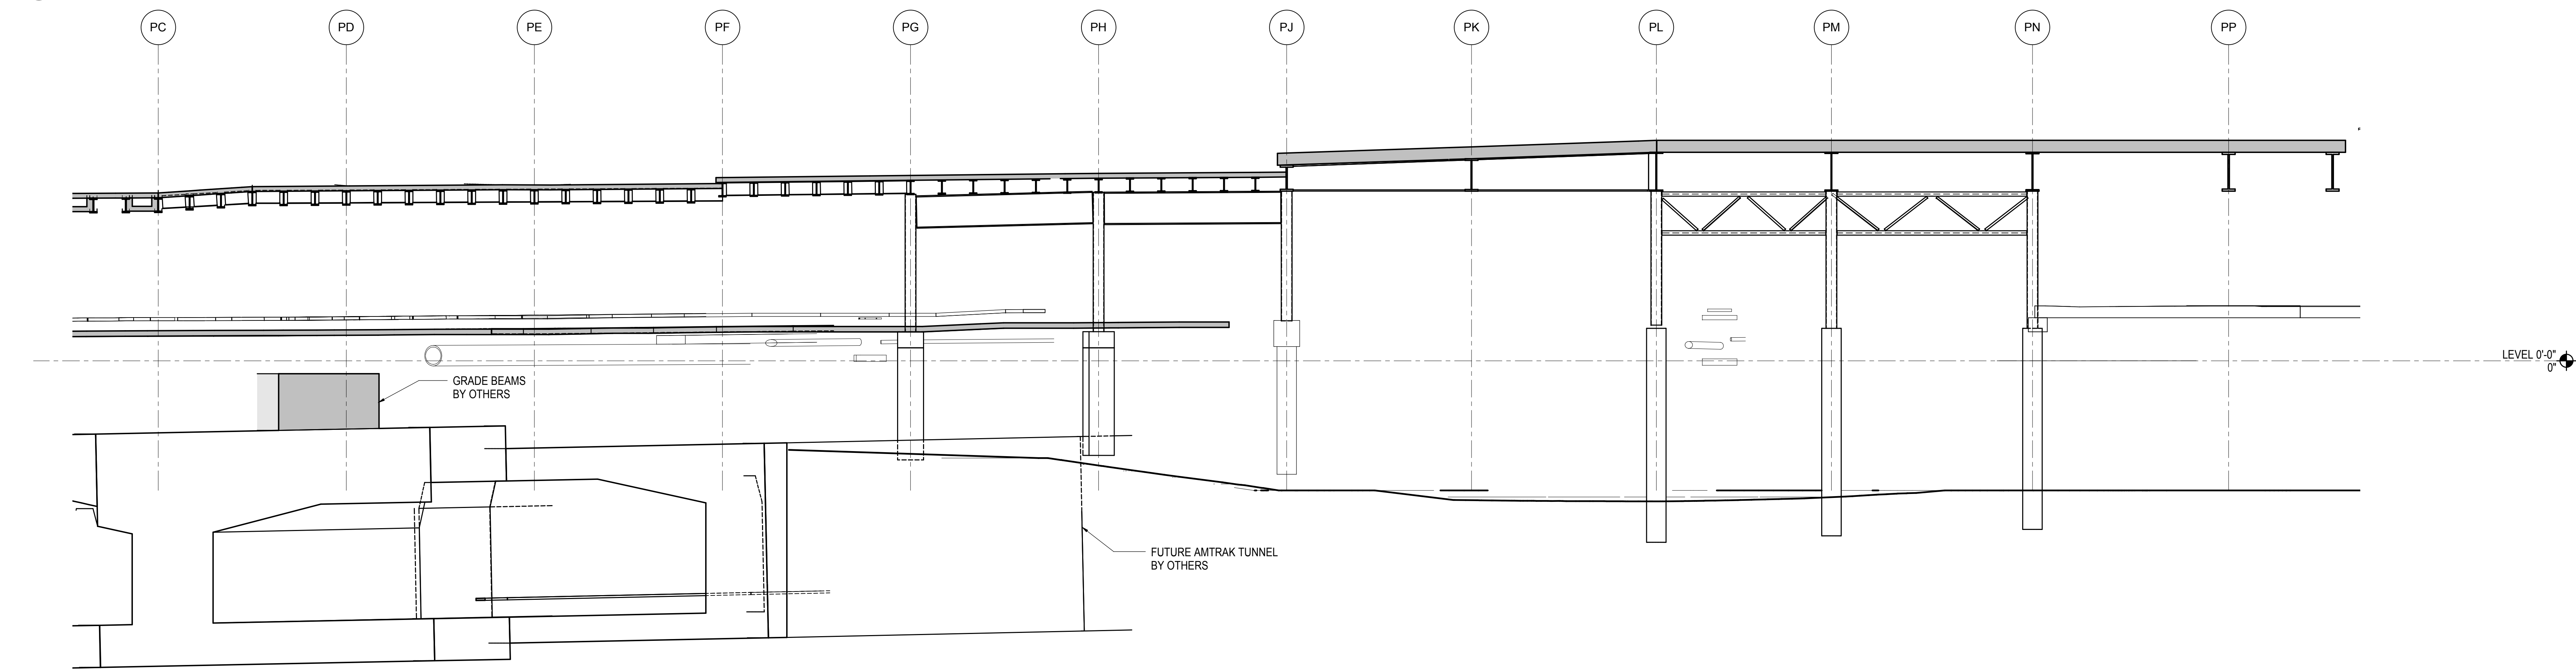 PC PD PE PF PG PH PJ PK PL PM PN PP
LEVEL 0'-0"
0"
GRADE BEAMS
BY OTHERS
FUTURE AMTRAK TUNNEL
BY OTHERS